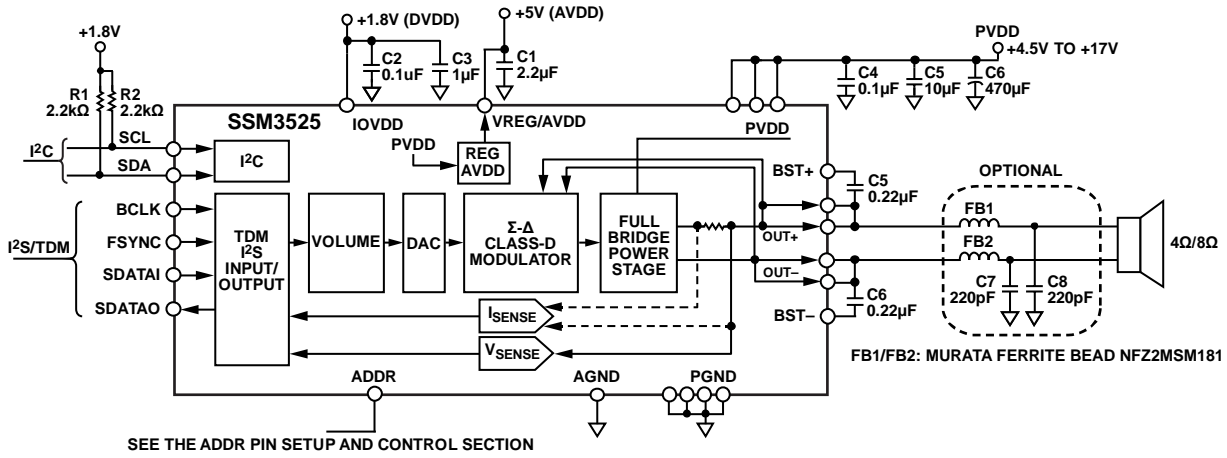 +1.8V
R1
2.2kΩ
R2
2.2kΩ
+1.8V (DVDD)
C2
0.1uF
C3
1µF
+5V (AVDD)
C1
2.2µF
PVDD
+4.5V TO +17V
C4
0.1µF
C5
10µF
C6
470µF
SSM3525
IOVDD
VREG/AVDD
I²C
SCL
SDA
I²C
PVDD
REG
AVDD
PVDD
I²S/TDM
BCLK
FSYNC
SDATAI
SDATAO
TDM
I²S
INPUT/
OUTPUT
VOLUME
DAC
Σ-Δ
CLASS-D
MODULATOR
FULL
BRIDGE
POWER
STAGE
ISENSE
VSENSE
BST+
OUT+
OUT–
BST–
C5
0.22µF
C6
0.22µF
OPTIONAL
FB1
FB2
C7
220pF
C8
220pF
4Ω/8Ω
FB1/FB2: MURATA FERRITE BEAD NFZ2MSM181
ADDR
AGND
PGND
SEE THE ADDR PIN SETUP AND CONTROL SECTION